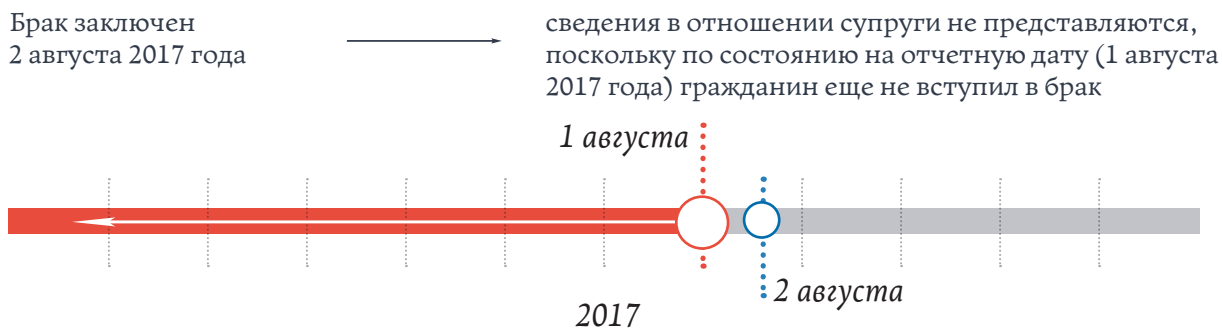 Брак заключен
2 августа 2017 года
сведения в отношении супруги не представляются,
поскольку по состоянию на отчетную дату (1 августа
2017 года) гражданин еще не вступил в брак
1 августа
2 августа
2017